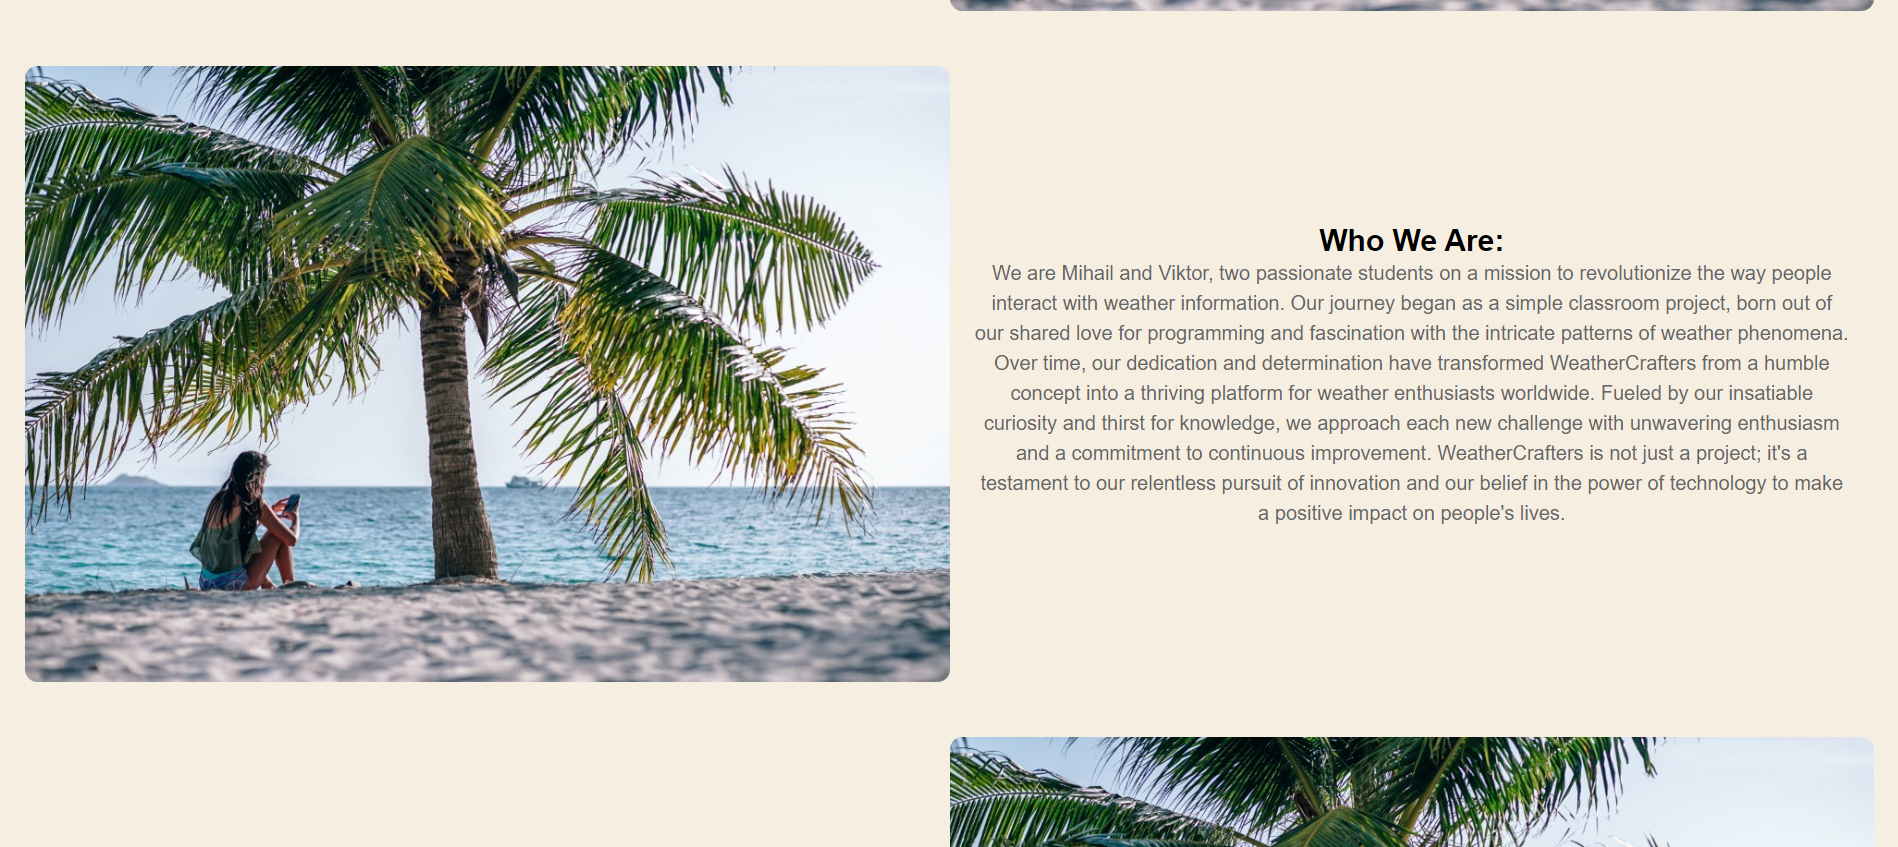 Who We Are:
We are Mihail and Viktor, two passionate students on a mission to revolutionize the way people
interact with weather information. Our journey began as a simple classroom project, born out of
our shared love for programming and fascination with the intricate patterns of weather phenomena.
Over time, our dedication and determination have transformed WeatherCrafters from a humble
concept into a thriving platform for weather enthusiasts worldwide. Fueled by our insatiable
curiosity and thirst for knowledge, we approach each new challenge with unwavering enthusiasm
and a commitment to continuous improvement. WeatherCrafters is not just a project; it's a
testament to our relentless pursuit of innovation and our belief in the power of technology to make
a positive impact on people's lives.